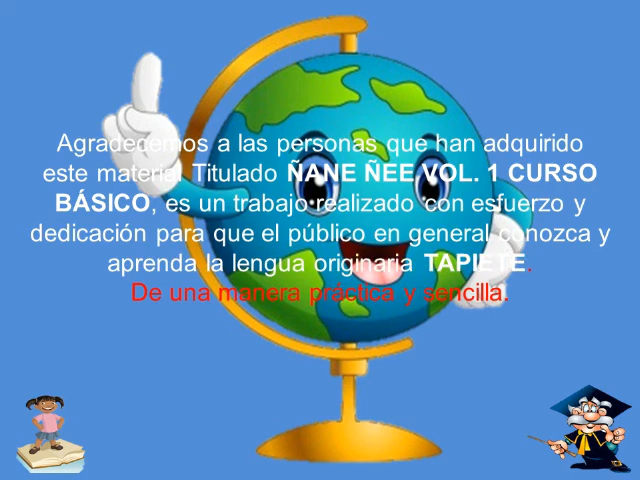 Agradecemos a las personas que han adquirido
este material Titulado ÑANE ÑEE VOL. 1 CURSO
BÁSICO, es un trabajo realizado con esfuerzo y
dedicación para que el público en general conozca y
aprenda la lengua originaria TAPIETE.
De una manera práctica y sencilla.